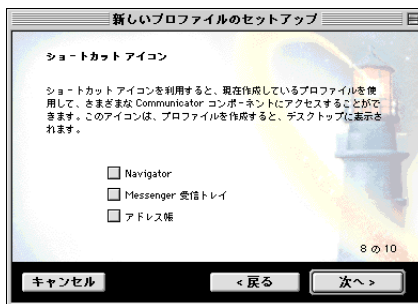 新しいプロファイルのセットアップ
ショートカット アイコン
ショートカット アイコンを利用すると、現在作成しているプロファイルを使
用して、さまざまな Communicator コンポーネントにアクセスすることがで
きます。このアイコンは、プロファイルを作成すると、デスクトップに表示さ
れます。
Navigator
Messenger 受信トレイ
アドレス帳
8 の 10
キャンセル
< 戻る
次へ >